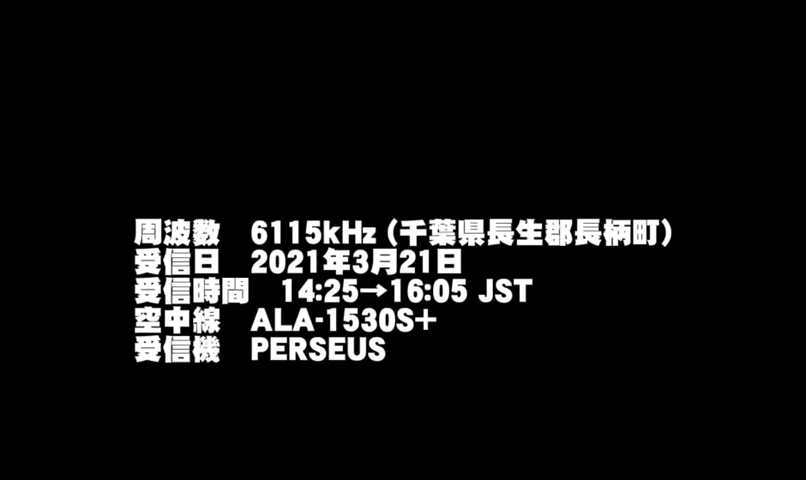 周波数　6115kHz（千葉県長生郡長柄町）
受信日　2021年3月21日
受信時間　14:25→16:05 JST
空中線　ALA-1530S+
受信機　PERSEUS